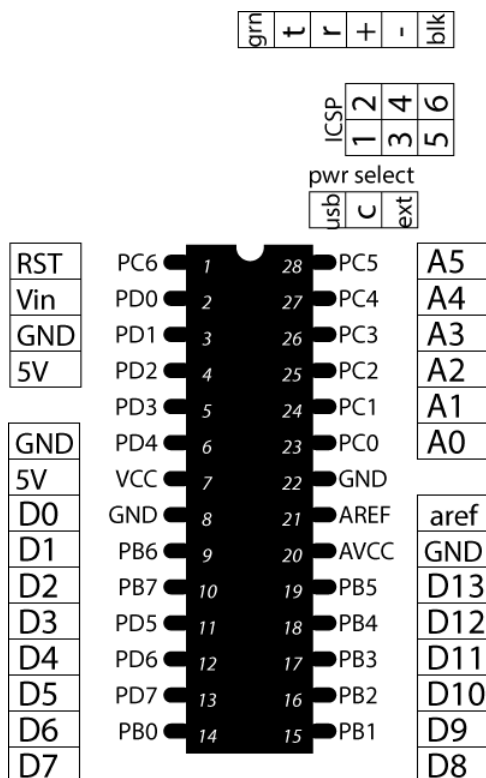 grn t r + - blk
ICSP
2 4 6
1 3 5
pwr select
usb c ext
RST PC6 1 28 PC5 A5
Vin PD0 2 27 PC4 A4
GND PD1 3 26 PC3 A3
5V PD2 4 25 PC2 A2
PD3 5 24 PC1 A1
GND PD4 6 23 PC0 A0
5V VCC 7 22 GND
D0 GND 8 21 AREF aref
D1 PB6 9 20 AVCC GND
D2 PB7 10 19 PB5 D13
D3 PD5 11 18 PB4 D12
D4 PD6 12 17 PB3 D11
D5 PD7 13 16 PB2 D10
D6 PB0 14 15 PB1 D9
D7 D8